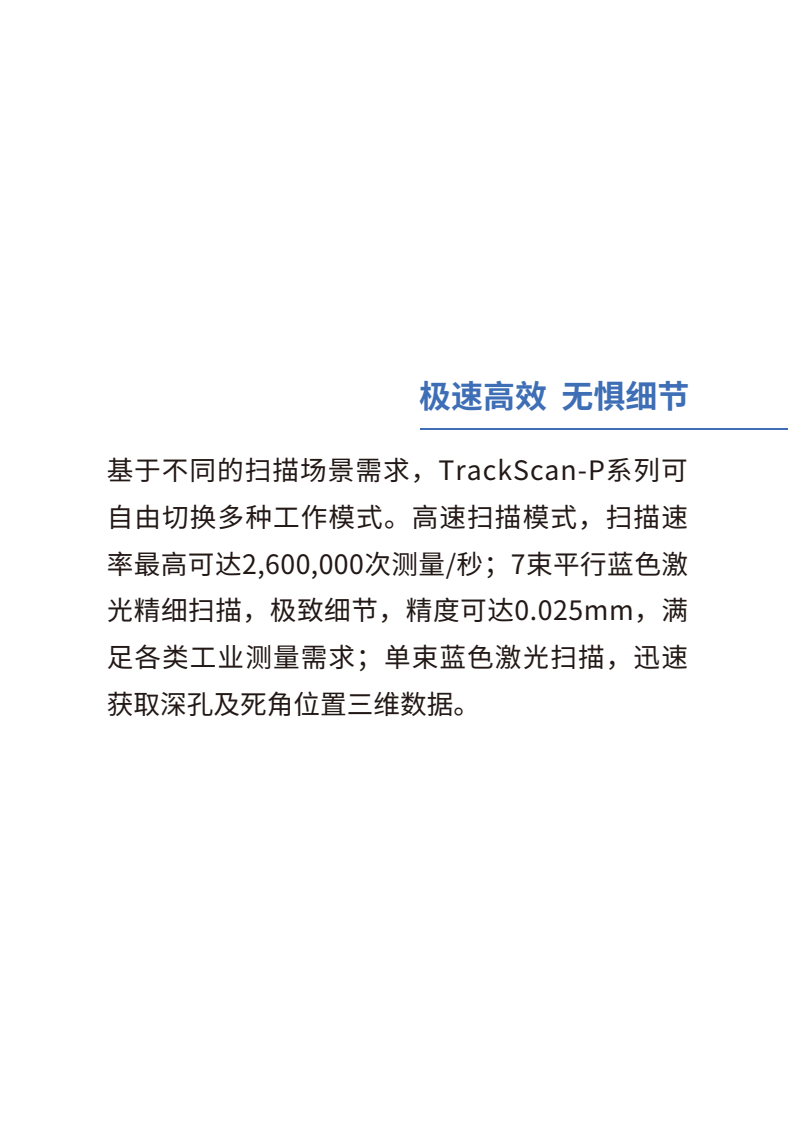 极速高效 无惧细节
基于不同的扫描场景需求，TrackScan-P系列可
自由切换多种工作模式。高速扫描模式，扫描速
率最高可达2,600,000次测量/秒；7束平行蓝色激
光精细扫描，极致细节，精度可达0.025mm，满
足各类工业测量需求；单束蓝色激光扫描，迅速
获取深孔及死角位置三维数据。